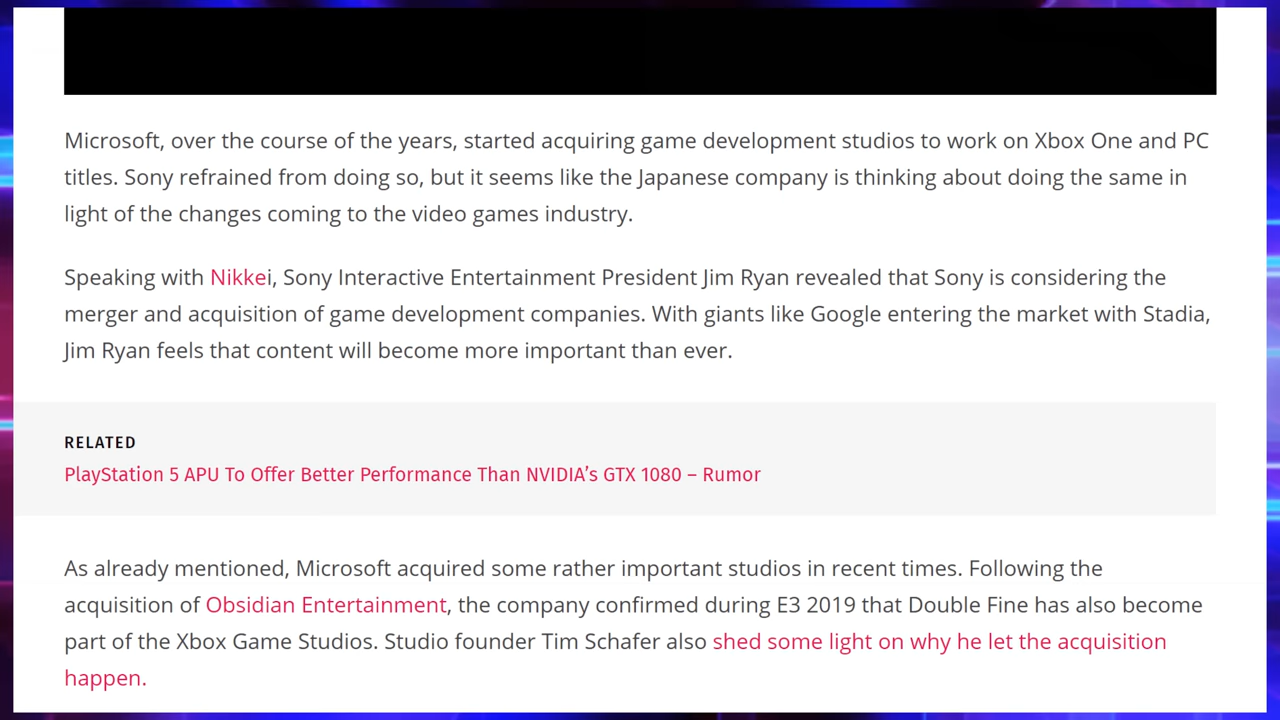 Microsoft, over the course of the years, started acquiring game development studios to work on Xbox One and PC
titles. Sony refrained from doing so, but it seems like the Japanese company is thinking about doing the same in
light of the changes coming to the video games industry.
Speaking with Nikkei, Sony Interactive Entertainment President Jim Ryan revealed that Sony is considering the
merger and acquisition of game development companies. With giants like Google entering the market with Stadia,
Jim Ryan feels that content will become more important than ever.
RELATED
PlayStation 5 APU To Offer Better Performance Than NVIDIA’s GTX 1080 – Rumor
As already mentioned, Microsoft acquired some rather important studios in recent times. Following the
acquisition of Obsidian Entertainment, the company confirmed during E3 2019 that Double Fine has also become
part of the Xbox Game Studios. Studio founder Tim Schafer also shed some light on why he let the acquisition
happen.